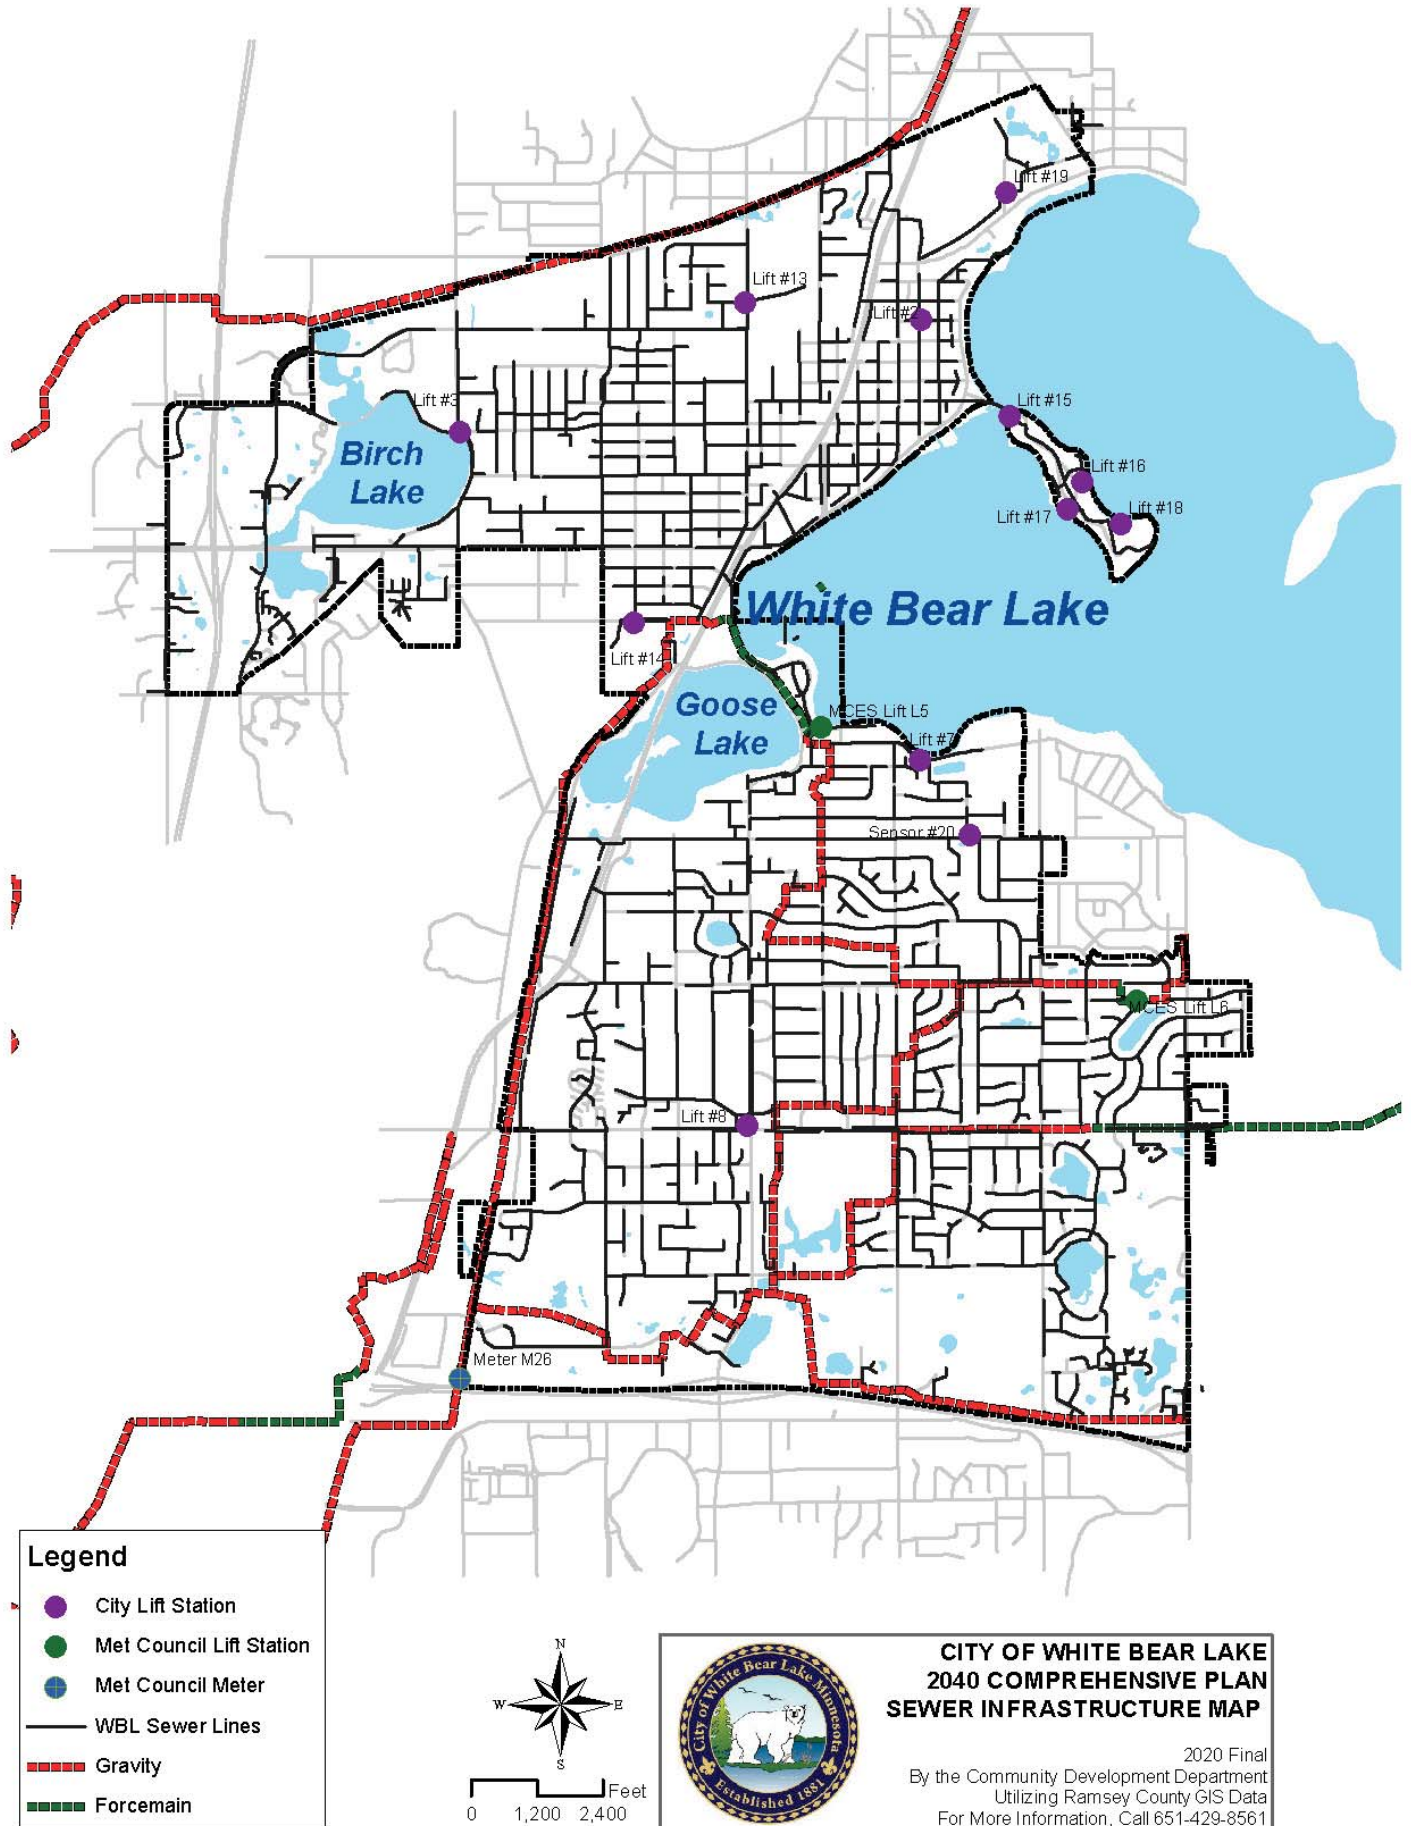 Lift #19
Lift #13
Lift #2
Lift #3
Lift #15
Birch
Lake
Lift #16
Lift #17
Lift #18
White Bear Lake
Lift #14
Goose
Lake
MCES Lift L5
Lift #7
Sensor #20
MCES Lift L6
Lift #8
Meter M26
Legend
City Lift Station
Met Council Lift Station
Met Council Meter
WBL Sewer Lines
Gravity
Forcemain
N
W
E
S
Feet
0 1,200 2,400
City of White Bear Lake Minnesota
Established 1881
CITY OF WHITE BEAR LAKE
2040 COMPREHENSIVE PLAN
SEWER INFRASTRUCTURE MAP
2020 Final
By the Community Development Department
Utilizing Ramsey County GIS Data
For More Information, Call 651-429-8561